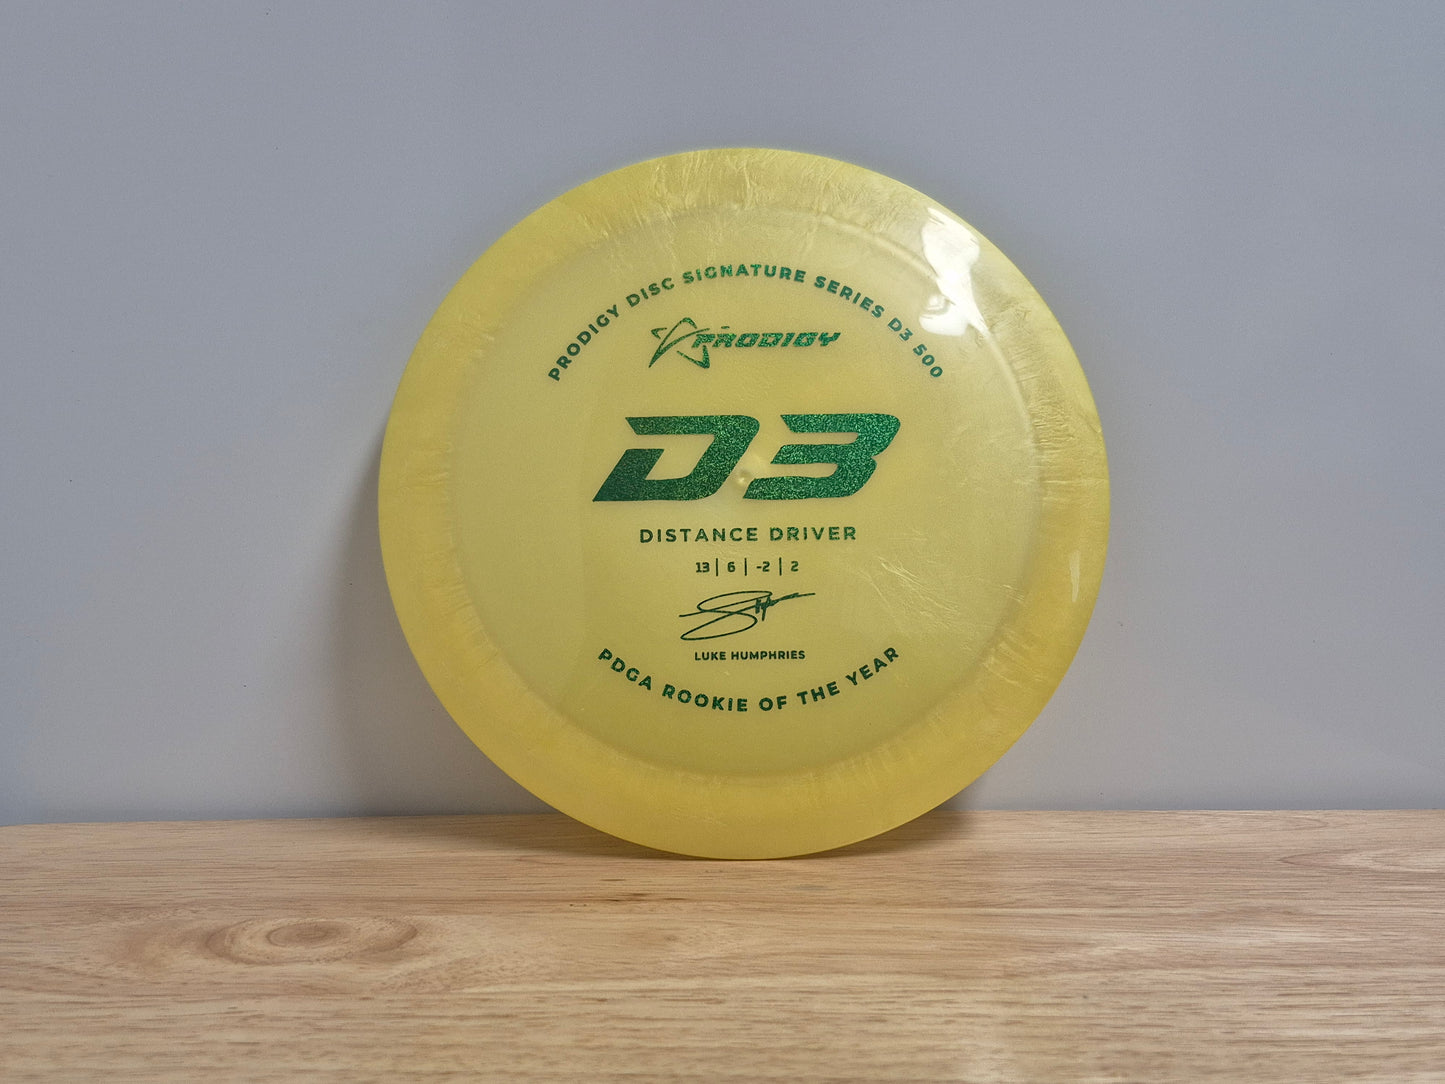 PRODIGY DISC SIGNATURE SERIES D3 500
PRODIGY
D3
DISTANCE DRIVER
13 | 6 | -2 | 2
LUKE HUMPHRIES
PDGA ROOKIE OF THE YEAR